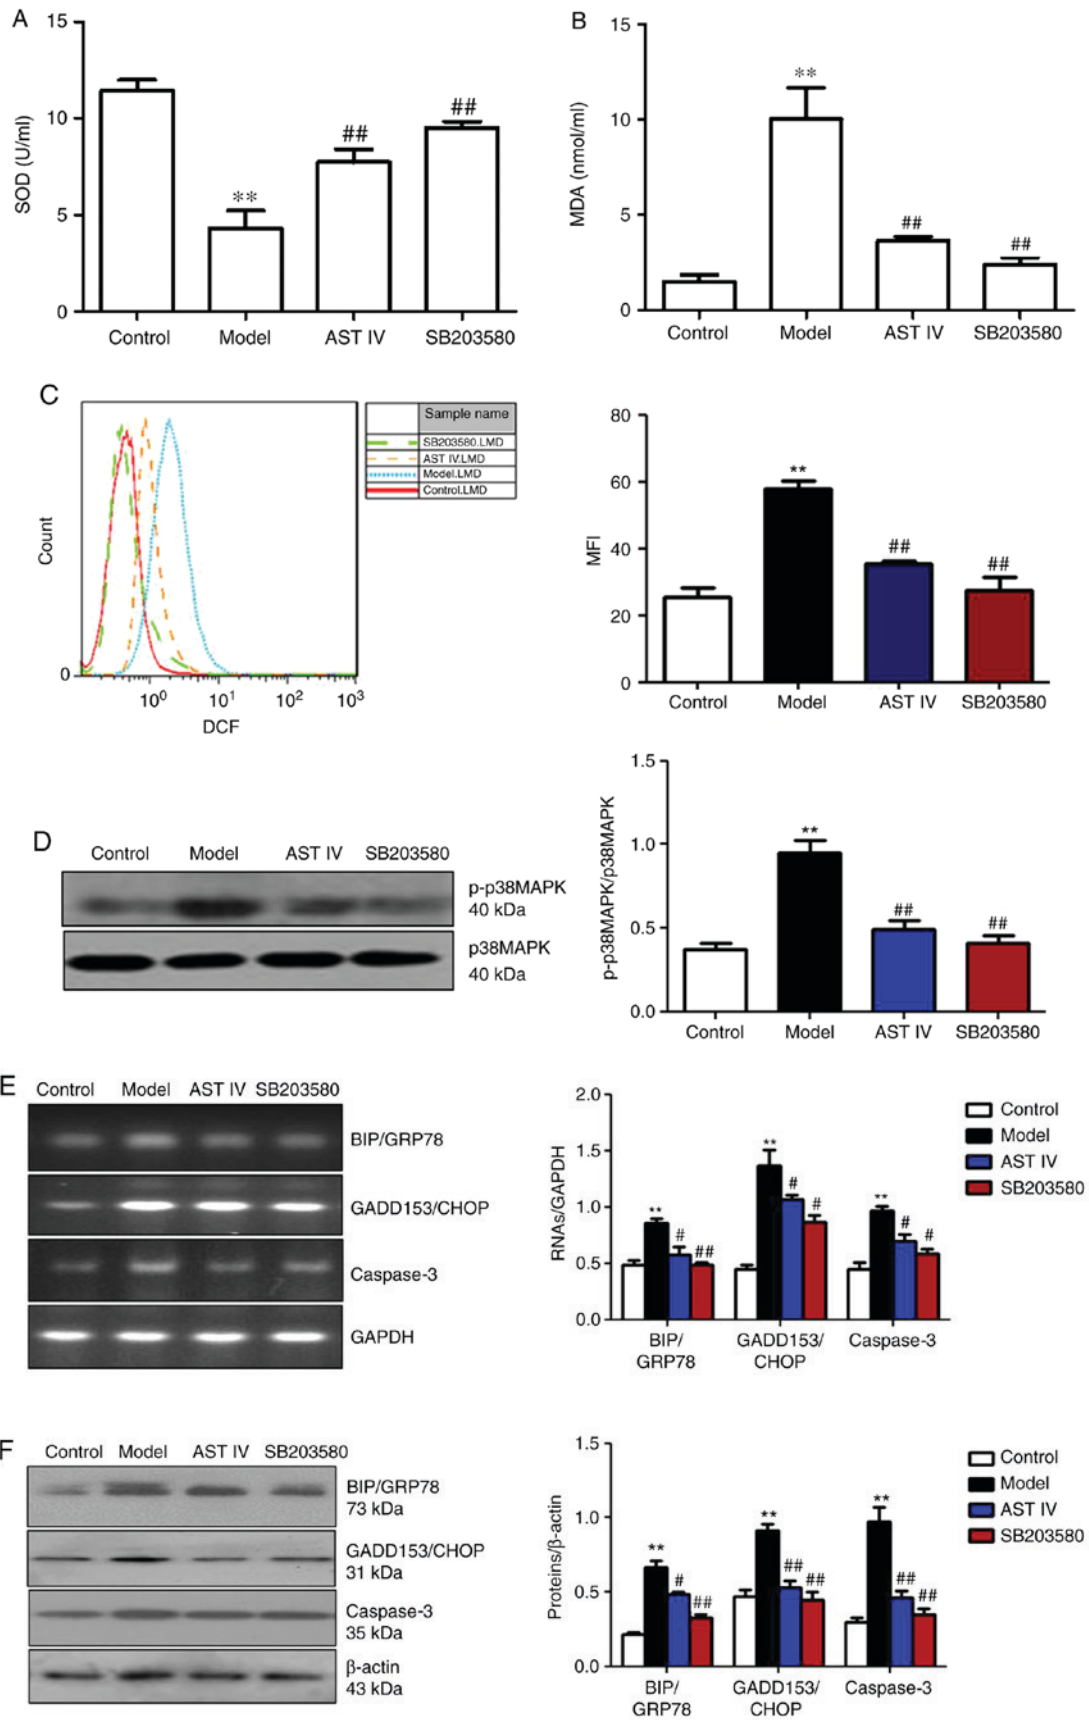 A
15
10
5
0
SOD (U/ml)
**
##
##
Control Model AST IV SB203580
B
15
10
5
0
MDA (nmol/ml)
**
##
##
Control Model AST IV SB203580
C
Count
0
10⁰ 10¹ 10² 10³
DCF
Sample name
SB203580.LMD
AST IV.LMD
Model.LMD
Control.LMD
80
60
40
20
0
MFI
**
##
##
Control Model AST IV SB203580
D
Control Model AST IV SB203580
p-p38MAPK
40 kDa
p38MAPK
40 kDa
1.5
1.0
0.5
0.0
p-p38MAPK/p38MAPK
**
##
##
Control Model AST IV SB203580
E
Control Model AST IV SB203580
BIP/GRP78
GADD153/CHOP
Caspase-3
GAPDH
2.0
1.5
1.0
0.5
0.0
RNAs/GAPDH
** # ##
** # #
** # #
BIP/
GRP78
GADD153/
CHOP
Caspase-3
Control
Model
AST IV
SB203580
F
Control Model AST IV SB203580
BIP/GRP78
73 kDa
GADD153/CHOP
31 kDa
Caspase-3
35 kDa
β-actin
43 kDa
1.5
1.0
0.5
0.0
Proteins/β-actin
** # ##
** ## ##
** ## ##
BIP/
GRP78
GADD153/
CHOP
Caspase-3
Control
Model
AST IV
SB203580